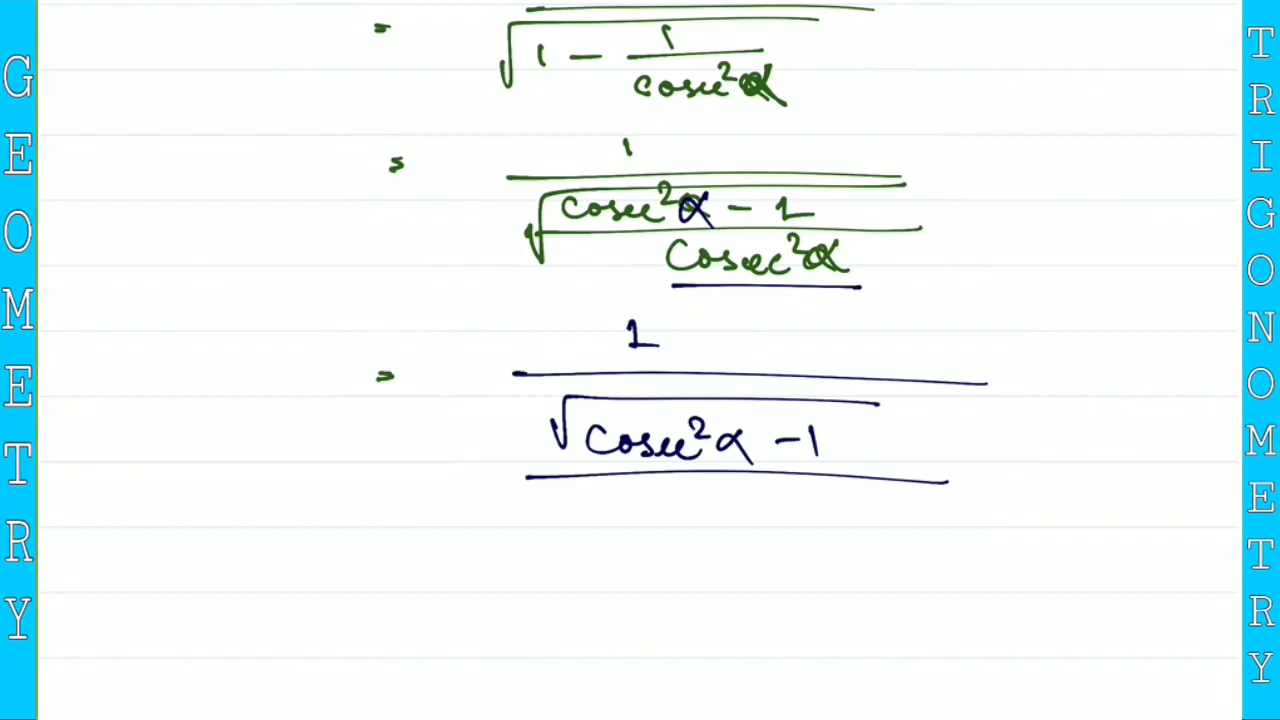 GEOMETRY
= √(1 - 1/cosec²α)
= 1/√((cosec²α - 1)/cosec²α)
= 1/√(cosec²α - 1)
TRIGONOMETRY